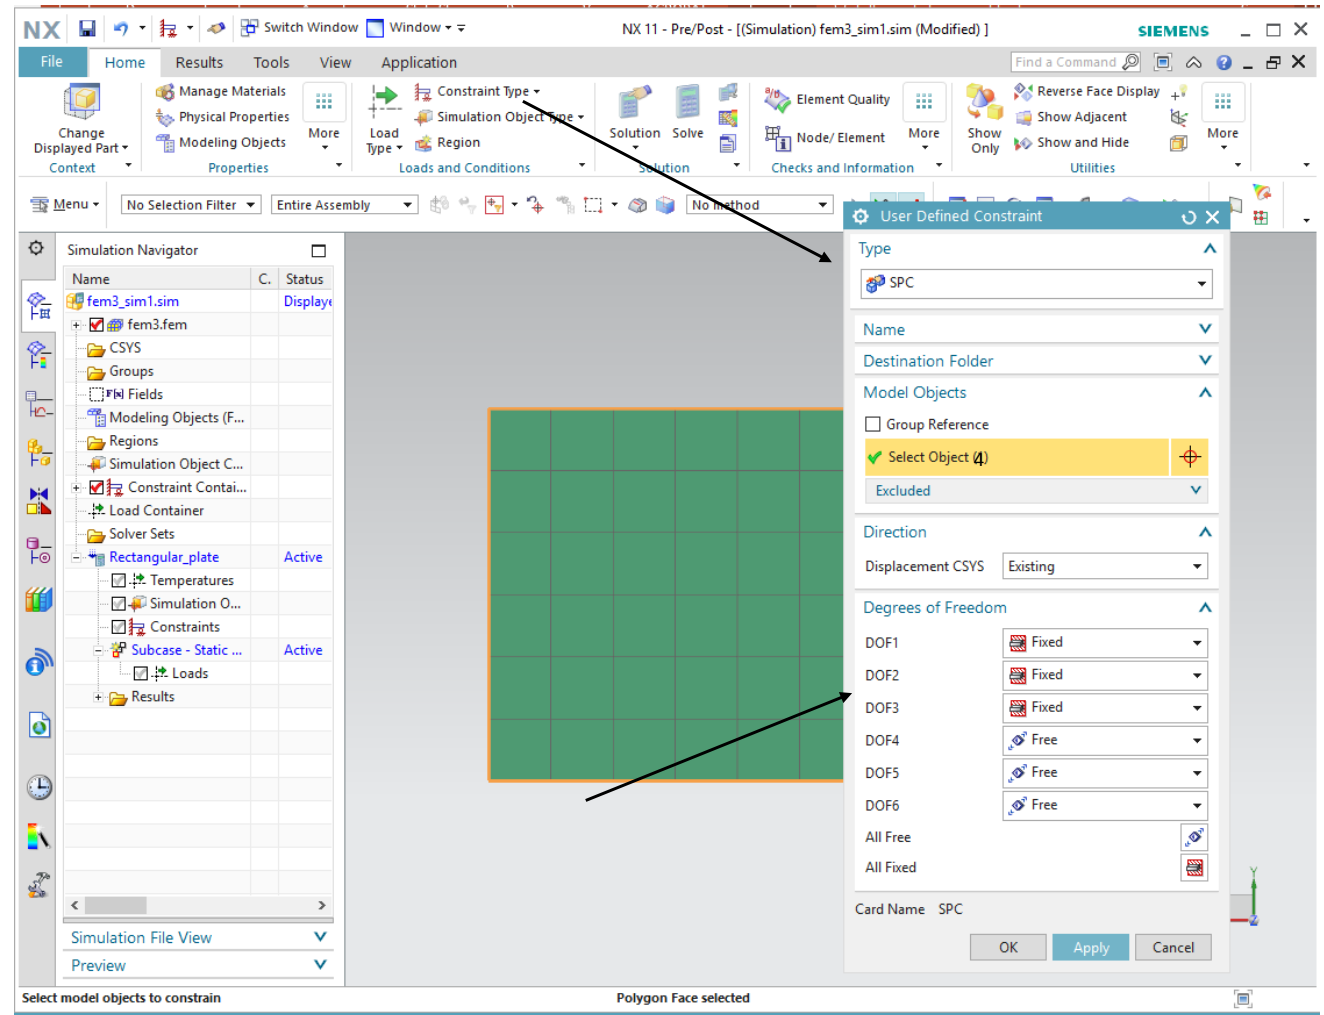 NX Switch Window Window NX 11 - Pre/Post - [(Simulation) fem3_sim1.sim (Modified) ] SIEMENS
File Home Results Tools View Application Find a Command
Manage Materials Constraint Type Element Quality Reverse Face Display
Physical Properties Simulation Object Type Show Adjacent
Change Displayed Part Modeling Objects More Load Type Region Solution Solve Node/ Element More Show Only Show and Hide More
Context Properties Loads and Conditions Solution Checks and Information Utilities
Menu No Selection Filter Entire Assembly No method
User Defined Constraint
Simulation Navigator
Name C. Status
fem3_sim1.sim Displaye
fem3.fem
CSYS
Groups
F(x) Fields
Modeling Objects (F...
Regions
Simulation Object C...
Constraint Contai...
Load Container
Solver Sets
Rectangular_plate Active
Temperatures
Simulation O...
Constraints
Subcase - Static ... Active
Loads
Results
Simulation File View
Preview
Type
SPC
Name
Destination Folder
Model Objects
Group Reference
Select Object (4)
Excluded
Direction
Displacement CSYS Existing
Degrees of Freedom
DOF1 Fixed
DOF2 Fixed
DOF3 Fixed
DOF4 Free
DOF5 Free
DOF6 Free
All Free
All Fixed
Card Name SPC
OK Apply Cancel
Y
Z
Select model objects to constrain Polygon Face selected